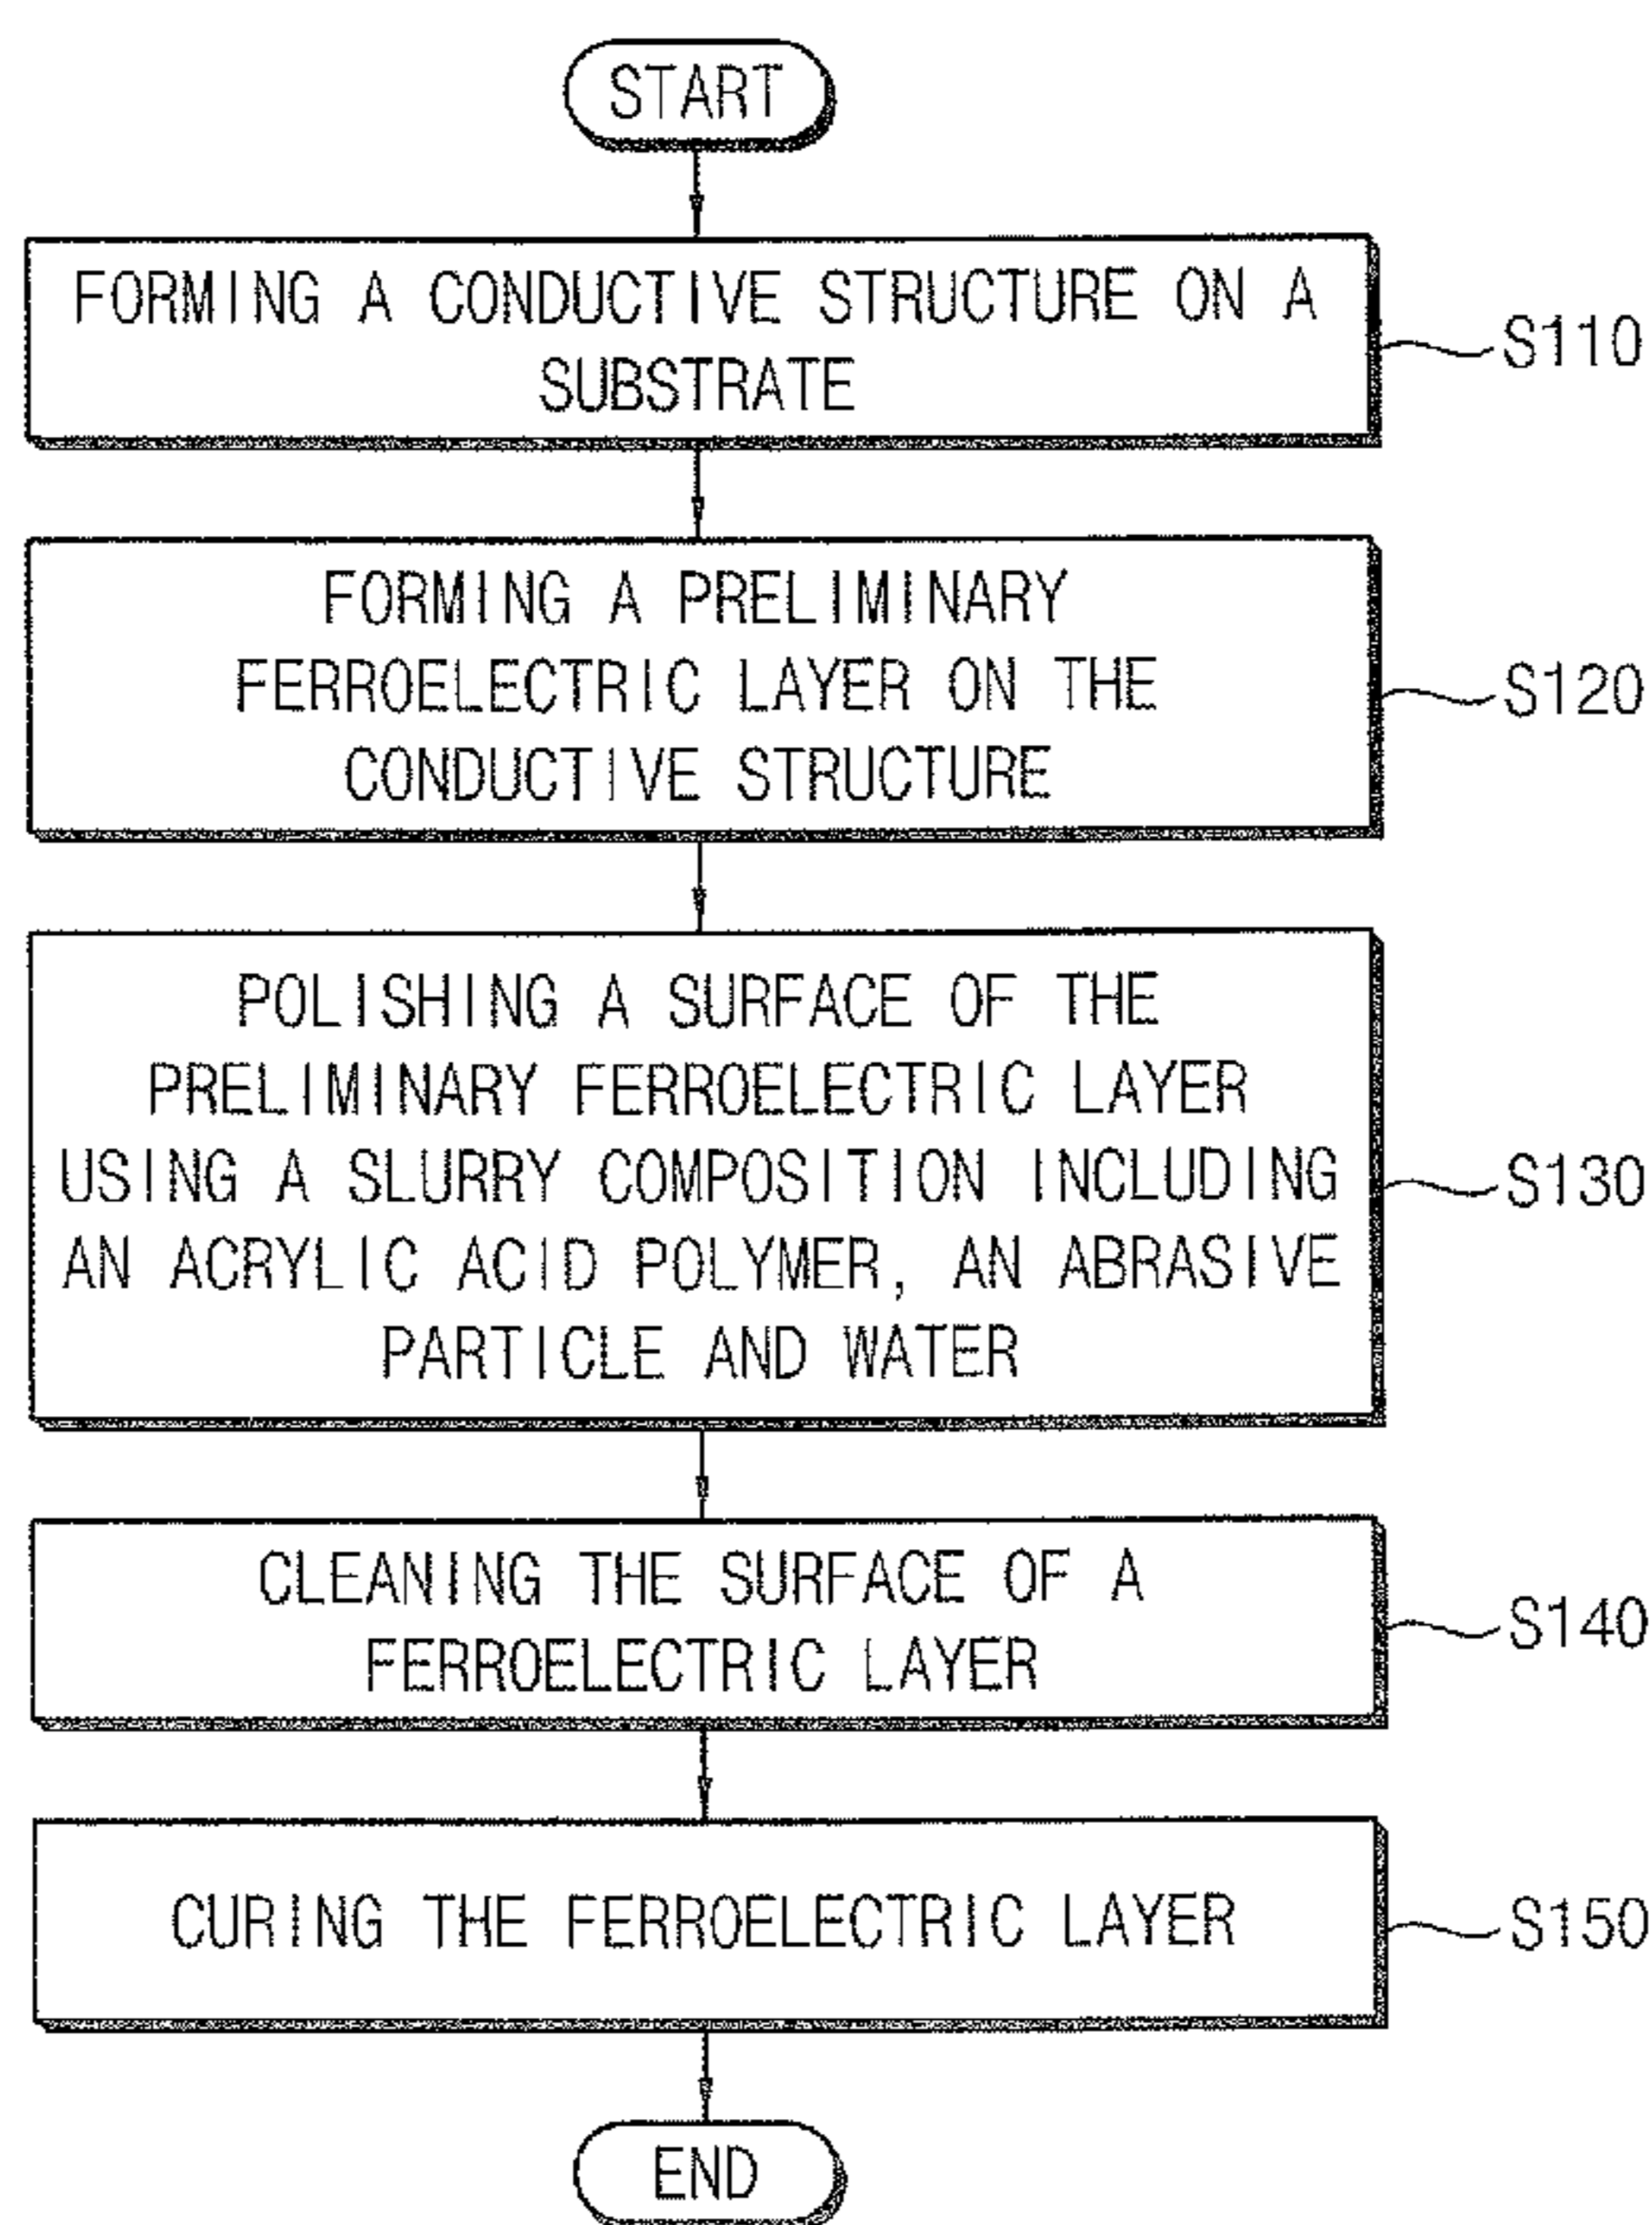 START
FORMING A CONDUCTIVE STRUCTURE ON A
SUBSTRATE
S110
FORMING A PRELIMINARY
FERROELECTRIC LAYER ON THE
CONDUCTIVE STRUCTURE
S120
POLISHING A SURFACE OF THE
PRELIMINARY FERROELECTRIC LAYER
USING A SLURRY COMPOSITION INCLUDING
AN ACRYLIC ACID POLYMER, AN ABRASIVE
PARTICLE AND WATER
S130
CLEANING THE SURFACE OF A
FERROELECTRIC LAYER
S140
CURING THE FERROELECTRIC LAYER
S150
END